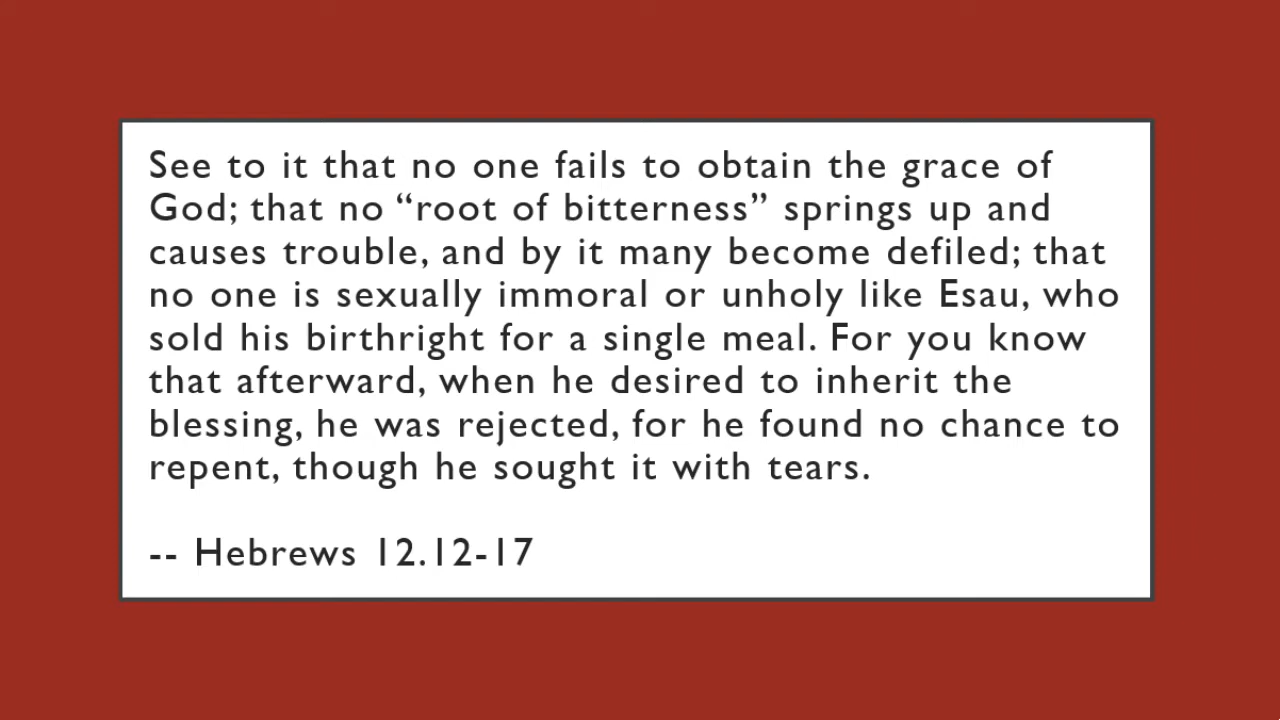 See to it that no one fails to obtain the grace of
God; that no “root of bitterness” springs up and
causes trouble, and by it many become defiled; that
no one is sexually immoral or unholy like Esau, who
sold his birthright for a single meal. For you know
that afterward, when he desired to inherit the
blessing, he was rejected, for he found no chance to
repent, though he sought it with tears.
-- Hebrews 12.12-17